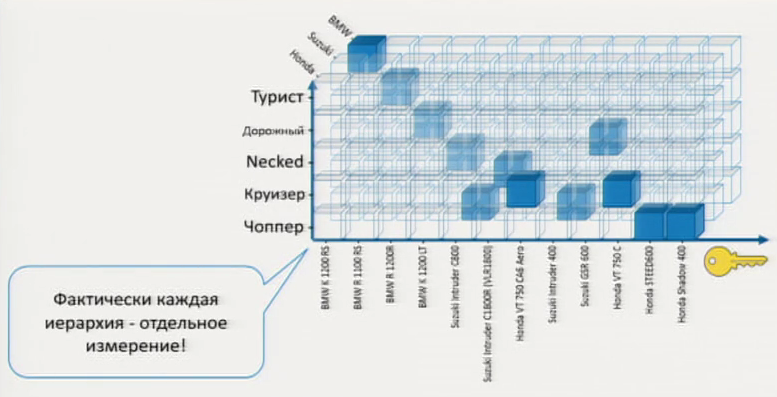 BMW
Suzuki
Honda
Турист
Дорожный
Necked
Круизер
Чоппер
BMW K 1200 RS
BMW R 1100 RS
BMW R 1200R
BMW K 1200 LT
Suzuki Intruder C800
Suzuki Intruder C1800R (VLR1800)
Honda VT 750 CA6 Aero
Suzuki Intruder 400
Suzuki GSR 600
Honda VT 750 C
Honda STEED600
Honda Shadow 400
Фактически каждая
иерархия - отдельное
измерение!